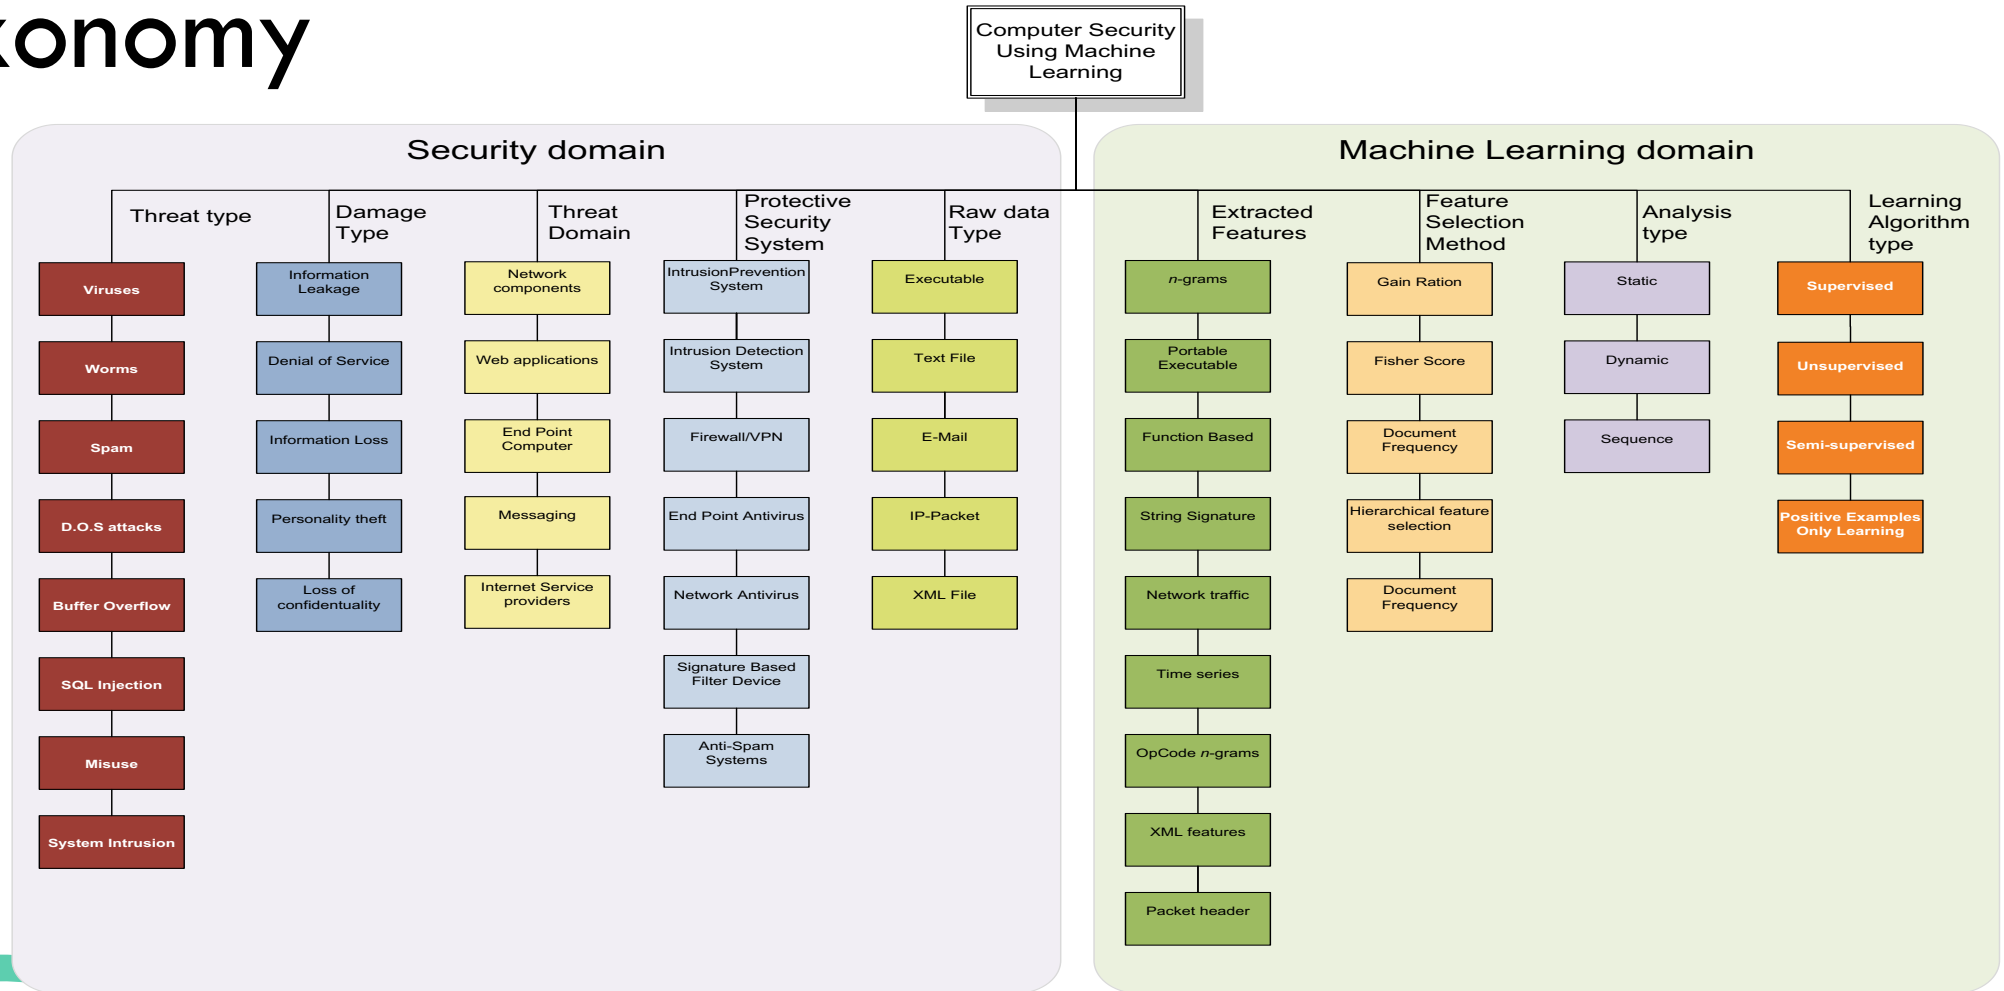 xonomy
Computer Security
Using Machine
Learning
Security domain
Threat type
Viruses
Worms
Spam
D.O.S attacks
Buffer Overflow
SQL Injection
Misuse
System Intrusion
Damage
Type
Information
Leakage
Denial of Service
Information Loss
Personality theft
Loss of
confidentuality
Threat
Domain
Network
components
Web applications
End Point
Computer
Messaging
Internet Service
providers
Protective
Security
System
IntrusionPrevention
System
Intrusion Detection
System
Firewall/VPN
End Point Antivirus
Network Antivirus
Signature Based
Filter Device
Anti-Spam
Systems
Raw data
Type
Executable
Text File
E-Mail
IP-Packet
XML File
Machine Learning domain
Extracted
Features
n-grams
Portable
Executable
Function Based
String Signature
Network traffic
Time series
OpCode n-grams
XML features
Packet header
Feature
Selection
Method
Gain Ration
Fisher Score
Document
Frequency
Hierarchical feature
selection
Document
Frequency
Analysis
type
Static
Dynamic
Sequence
Learning
Algorithm
type
Supervised
Unsupervised
Semi-supervised
Positive Examples
Only Learning